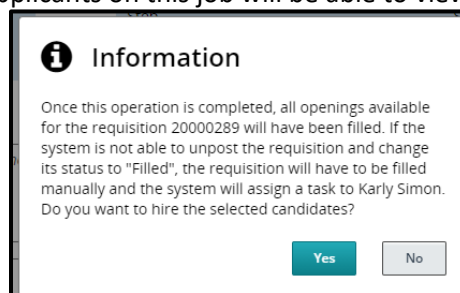 applicants on this job will be able to view
Information
Once this operation is completed, all openings available
for the requisition 20000289 will have been filled. If the
system is not able to unpost the requisition and change
its status to "Filled", the requisition will have to be filled
manually and the system will assign a task to Karly Simon.
Do you want to hire the selected candidates?
Yes No